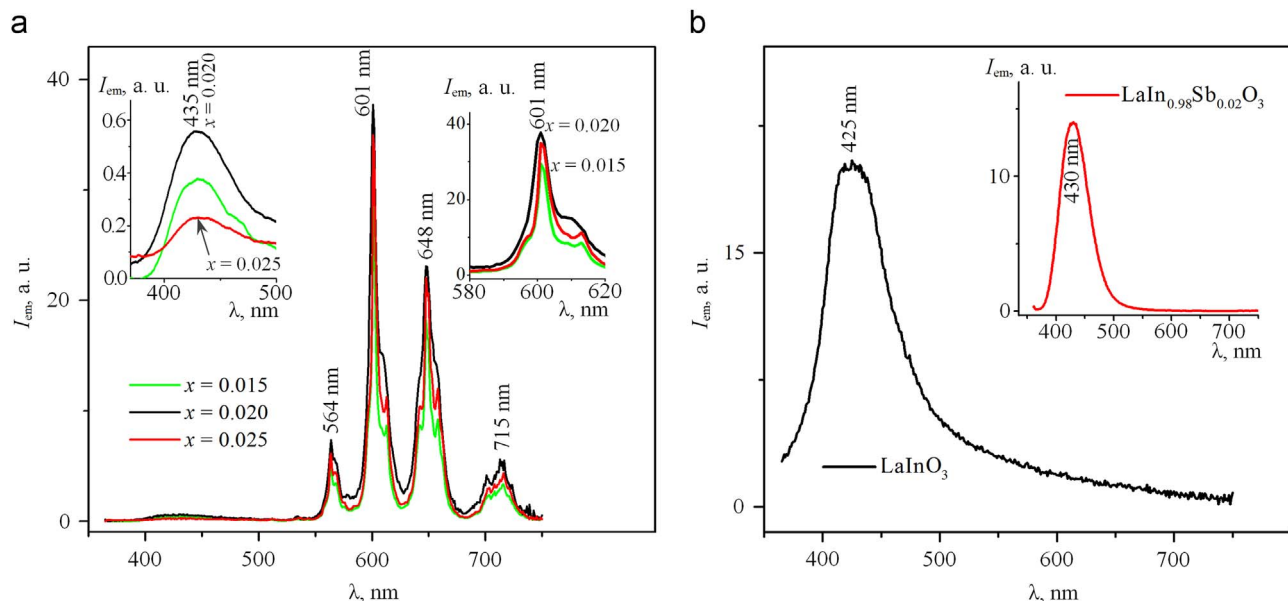 a
I_em, a. u.
435 nm
x = 0.020
0.6
0.4
0.2
0.0
x = 0.025
400
500
λ, nm
601 nm
I_em, a. u.
601 nm
x = 0.020
x = 0.015
40
20
0
580
600
620
λ, nm
648 nm
564 nm
715 nm
x = 0.015
x = 0.020
x = 0.025
I_em, a. u.
40
20
0
400
500
600
700
λ, nm
b
425 nm
I_em, a. u.
LaIn0.98Sb0.02O3
430 nm
10
0
400
500
600
700
λ, nm
LaInO3
I_em, a. u.
15
0
400
500
600
700
λ, nm